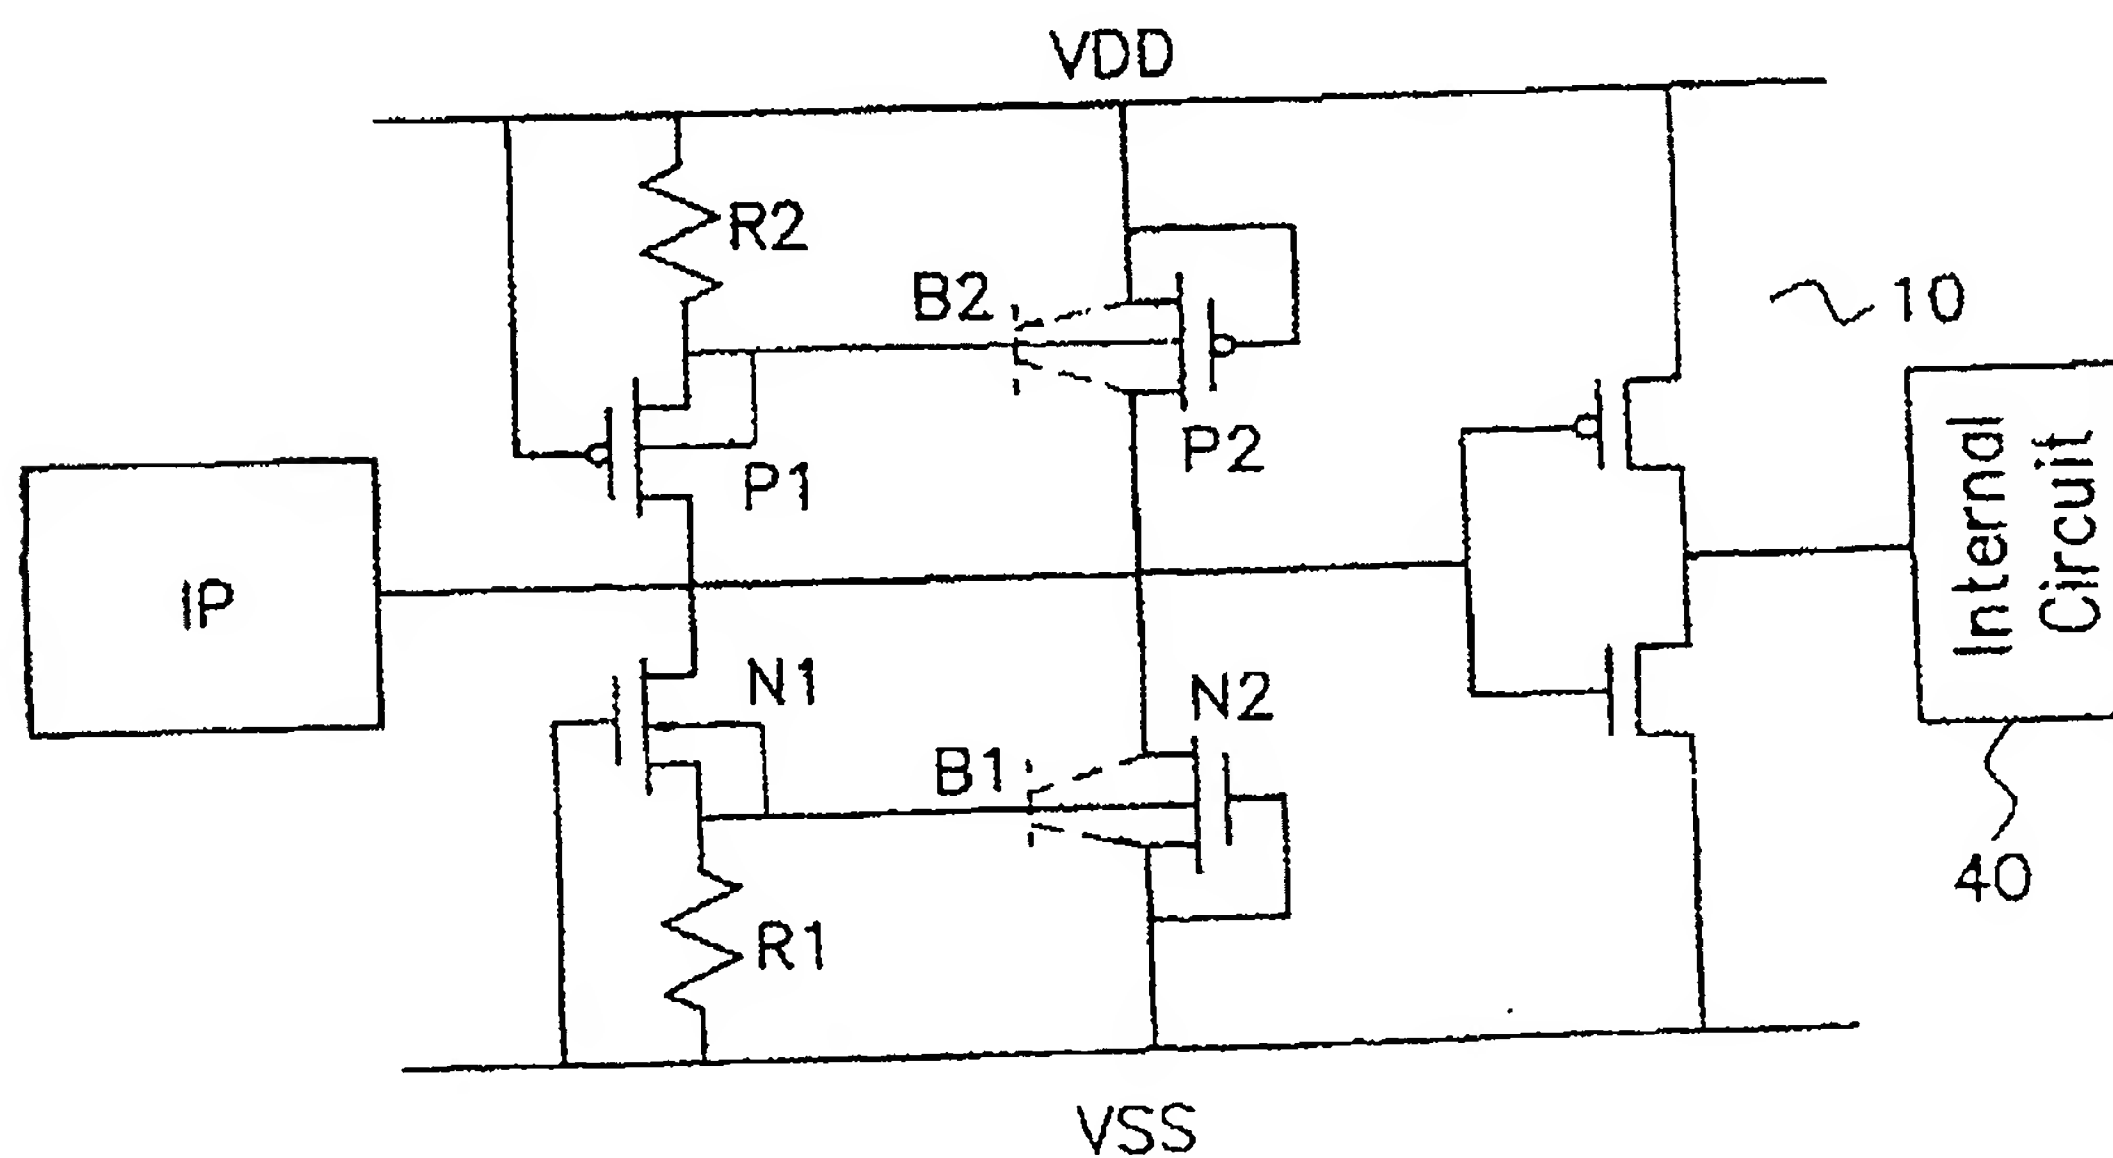 VDD
R2
B2
10
P2
P1
Internal
Circuit
IP
N1
N2
B1
R1
40
VSS